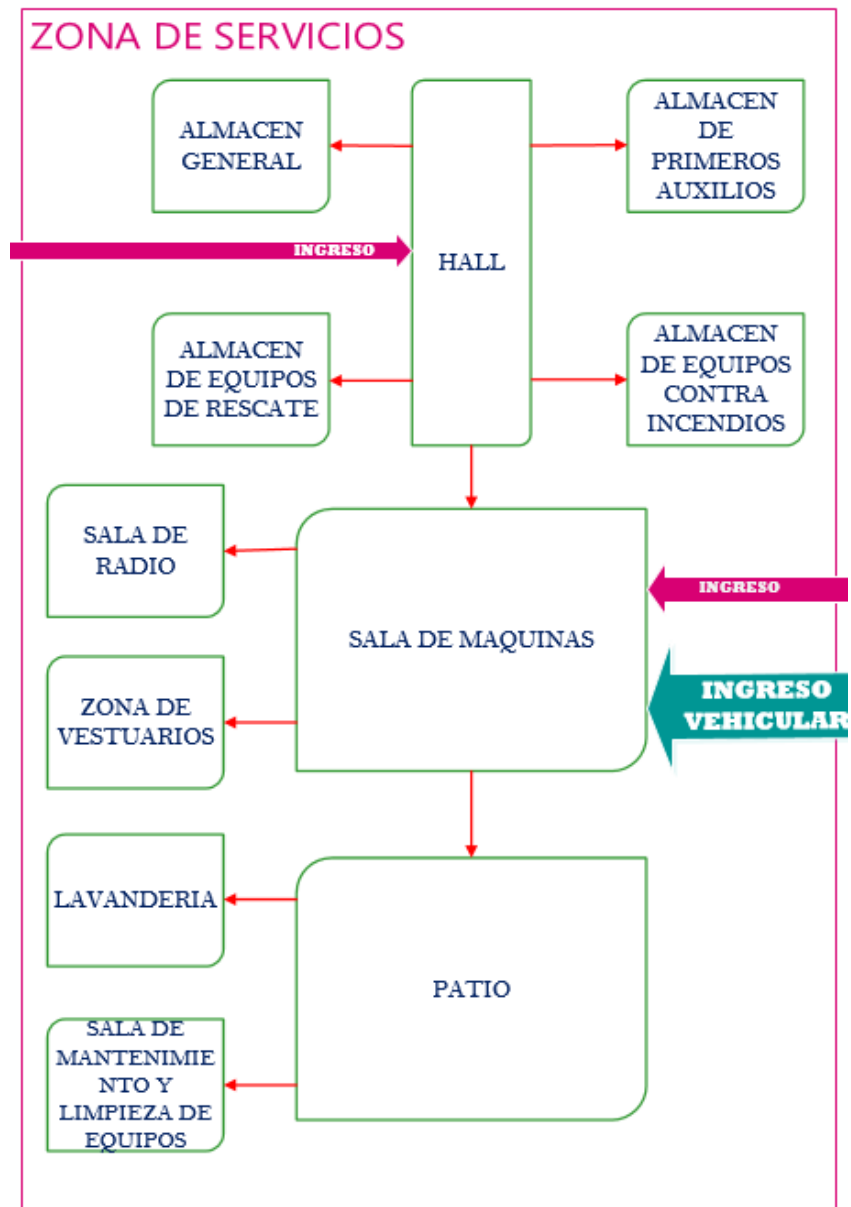 ZONA DE SERVICIOS
ALMACEN
GENERAL
ALMACEN
DE
PRIMEROS
AUXILIOS
INGRESO
HALL
ALMACEN
DE EQUIPOS
DE RESCATE
ALMACEN
DE EQUIPOS
CONTRA
INCENDIOS
SALA DE
RADIO
INGRESO
SALA DE MAQUINAS
INGRESO
VEHICULAR
ZONA DE
VESTUARIOS
LAVANDERIA
PATIO
SALA DE
MANTENIMIE
NTO Y
LIMPIEZA DE
EQUIPOS